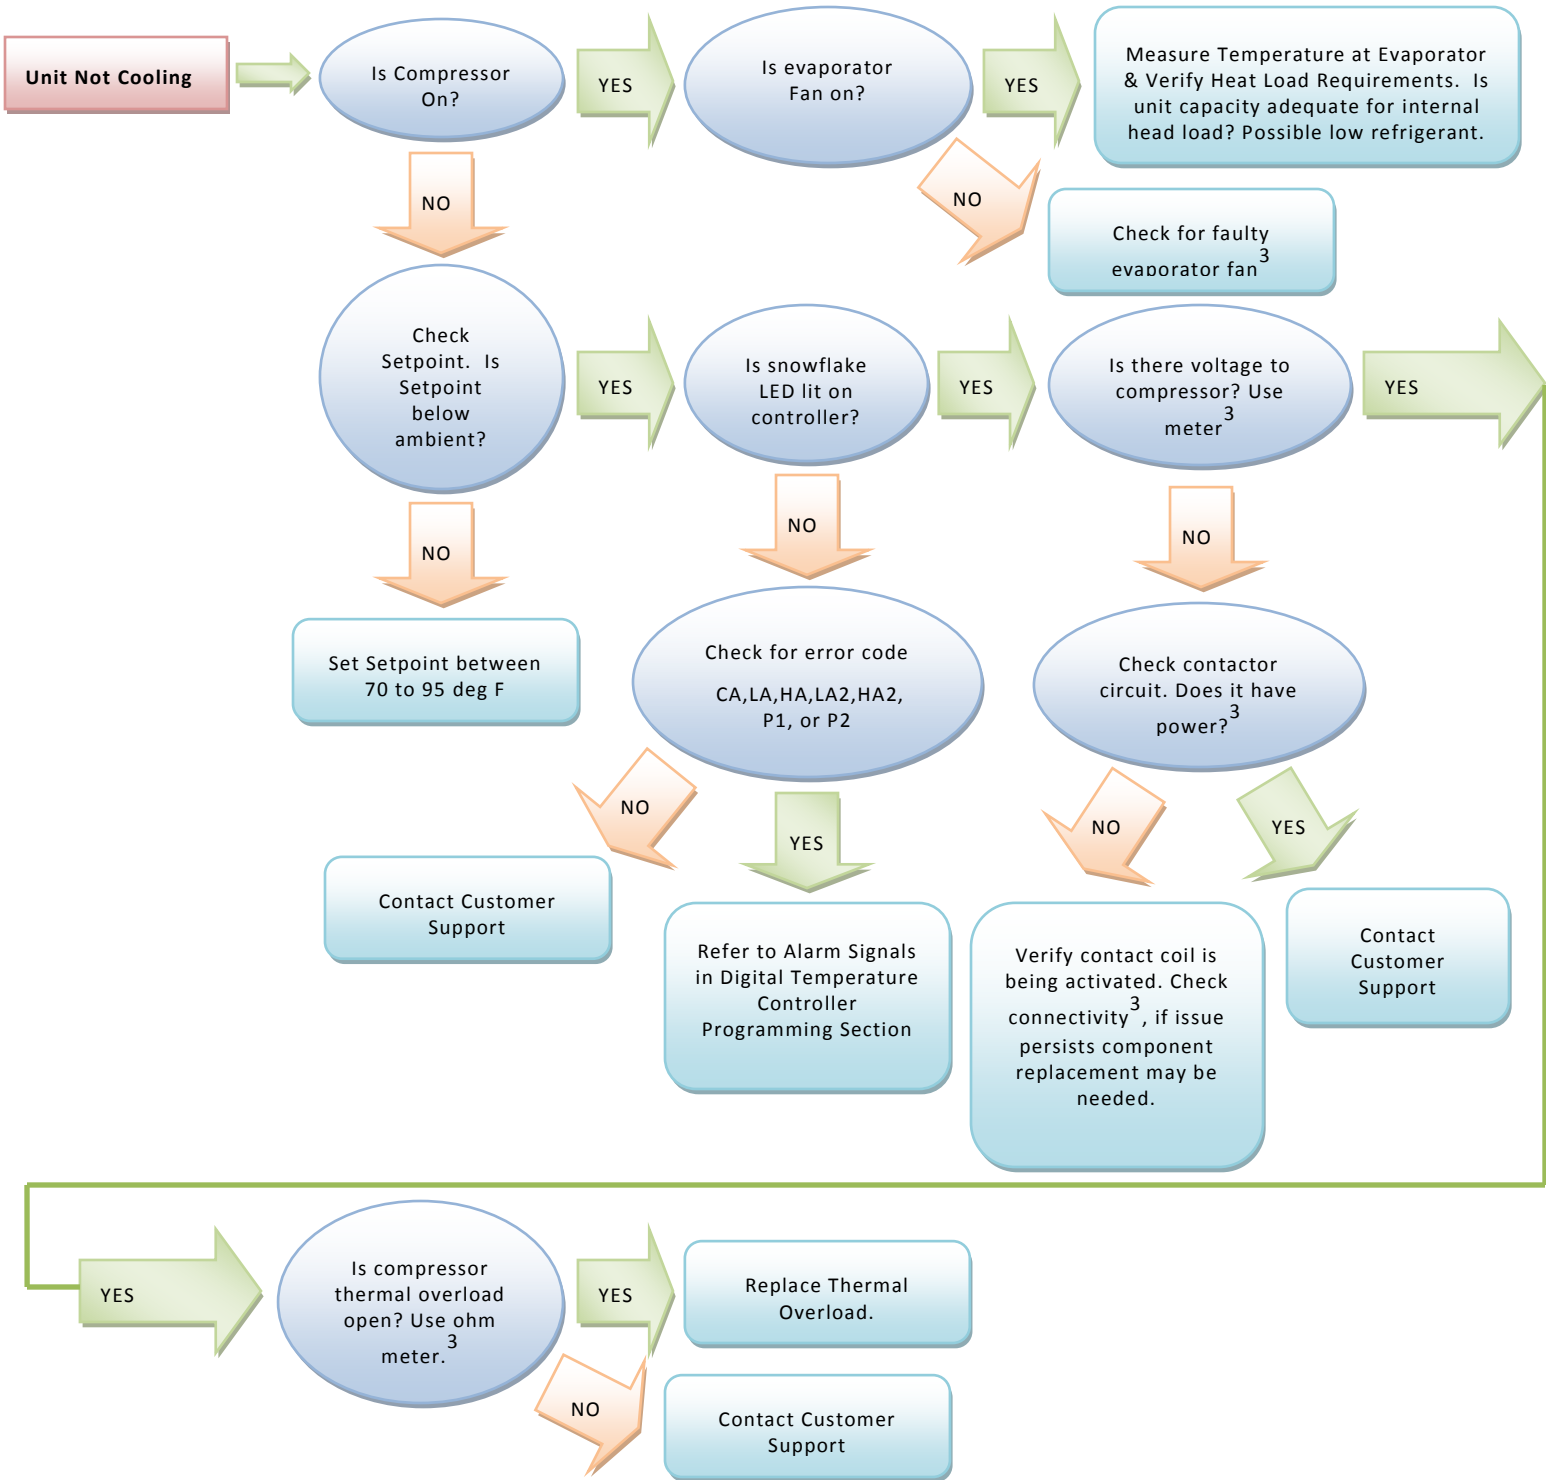 Unit Not Cooling
Is Compressor
On?
YES
Is evaporator
Fan on?
YES
Measure Temperature at Evaporator
& Verify Heat Load Requirements. Is
unit capacity adequate for internal
head load? Possible low refrigerant.
NO
NO
Check for faulty
evaporator fan3
Check
Setpoint. Is
Setpoint
below
ambient?
YES
Is snowflake
LED lit on
controller?
YES
Is there voltage to
compressor? Use
meter3
YES
NO
NO
NO
Set Setpoint between
70 to 95 deg F
Check for error code
CA,LA,HA,LA2,HA2,
P1, or P2
Check contactor
circuit. Does it have
power?3
NO
YES
NO
YES
Contact Customer
Support
Refer to Alarm Signals
in Digital Temperature
Controller
Programming Section
Verify contact coil is
being activated. Check
connectivity3, if issue
persists component
replacement may be
needed.
Contact
Customer
Support
YES
Is compressor
thermal overload
open? Use ohm
meter.3
YES
Replace Thermal
Overload.
NO
Contact Customer
Support